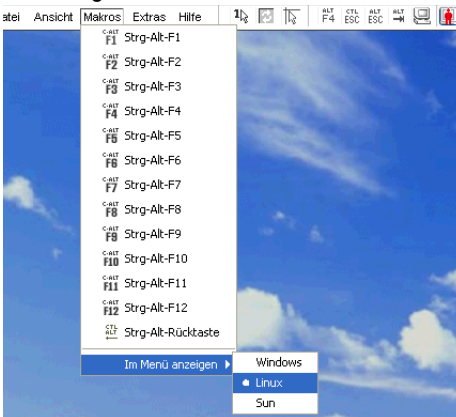 atei Ansicht Makros Extras Hilfe 1 ALT F4 CTL ESC ALT ESC ALT
C-ALT F1 Strg-Alt-F1
C-ALT F2 Strg-Alt-F2
C-ALT F3 Strg-Alt-F3
C-ALT F4 Strg-Alt-F4
C-ALT F5 Strg-Alt-F5
C-ALT F6 Strg-Alt-F6
C-ALT F7 Strg-Alt-F7
C-ALT F8 Strg-Alt-F8
C-ALT F9 Strg-Alt-F9
C-ALT F10 Strg-Alt-F10
C-ALT F11 Strg-Alt-F11
C-ALT F12 Strg-Alt-F12
CTL ALT Strg-Alt-Rücktaste
Im Menü anzeigen Windows
Linux
Sun